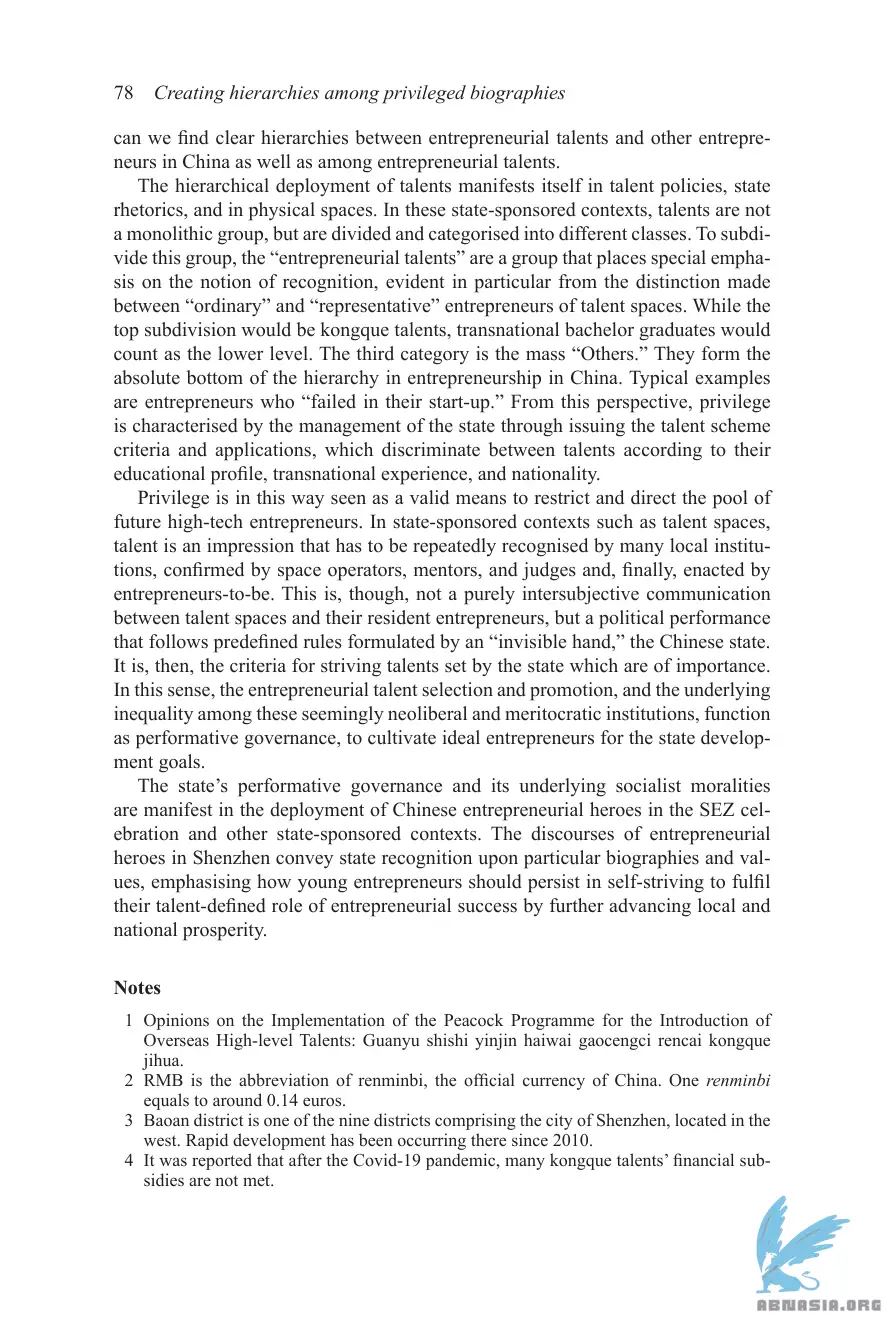 78 Creating hierarchies among privileged biographies
can we find clear hierarchies between entrepreneurial talents and other entrepre-
neurs in China as well as among entrepreneurial talents.
The hierarchical deployment of talents manifests itself in talent policies, state
rhetorics, and in physical spaces. In these state-sponsored contexts, talents are not
a monolithic group, but are divided and categorised into different classes. To subdi-
vide this group, the “entrepreneurial talents” are a group that places special empha-
sis on the notion of recognition, evident in particular from the distinction made
between “ordinary” and “representative” entrepreneurs of talent spaces. While the
top subdivision would be kongque talents, transnational bachelor graduates would
count as the lower level. The third category is the mass “Others.” They form the
absolute bottom of the hierarchy in entrepreneurship in China. Typical examples
are entrepreneurs who “failed in their start-up.” From this perspective, privilege
is characterised by the management of the state through issuing the talent scheme
criteria and applications, which discriminate between talents according to their
educational profile, transnational experience, and nationality.
Privilege is in this way seen as a valid means to restrict and direct the pool of
future high-tech entrepreneurs. In state-sponsored contexts such as talent spaces,
talent is an impression that has to be repeatedly recognised by many local institu-
tions, confirmed by space operators, mentors, and judges and, finally, enacted by
entrepreneurs-to-be. This is, though, not a purely intersubjective communication
between talent spaces and their resident entrepreneurs, but a political performance
that follows predefined rules formulated by an “invisible hand,” the Chinese state.
It is, then, the criteria for striving talents set by the state which are of importance.
In this sense, the entrepreneurial talent selection and promotion, and the underlying
inequality among these seemingly neoliberal and meritocratic institutions, function
as performative governance, to cultivate ideal entrepreneurs for the state develop-
ment goals.
The state’s performative governance and its underlying socialist moralities
are manifest in the deployment of Chinese entrepreneurial heroes in the SEZ cel-
ebration and other state-sponsored contexts. The discourses of entrepreneurial
heroes in Shenzhen convey state recognition upon particular biographies and val-
ues, emphasising how young entrepreneurs should persist in self-striving to fulfil
their talent-defined role of entrepreneurial success by further advancing local and
national prosperity.
Notes
1 Opinions on the Implementation of the Peacock Programme for the Introduction of
Overseas High-level Talents: Guanyu shishi yinjin haiwai gaocengci rencai kongque
jihua.
2 RMB is the abbreviation of renminbi, the official currency of China. One renminbi
equals to around 0.14 euros.
3 Baoan district is one of the nine districts comprising the city of Shenzhen, located in the
west. Rapid development has been occurring there since 2010.
4 It was reported that after the Covid-19 pandemic, many kongque talents’ financial sub-
sidies are not met.
ABNASIA.ORG